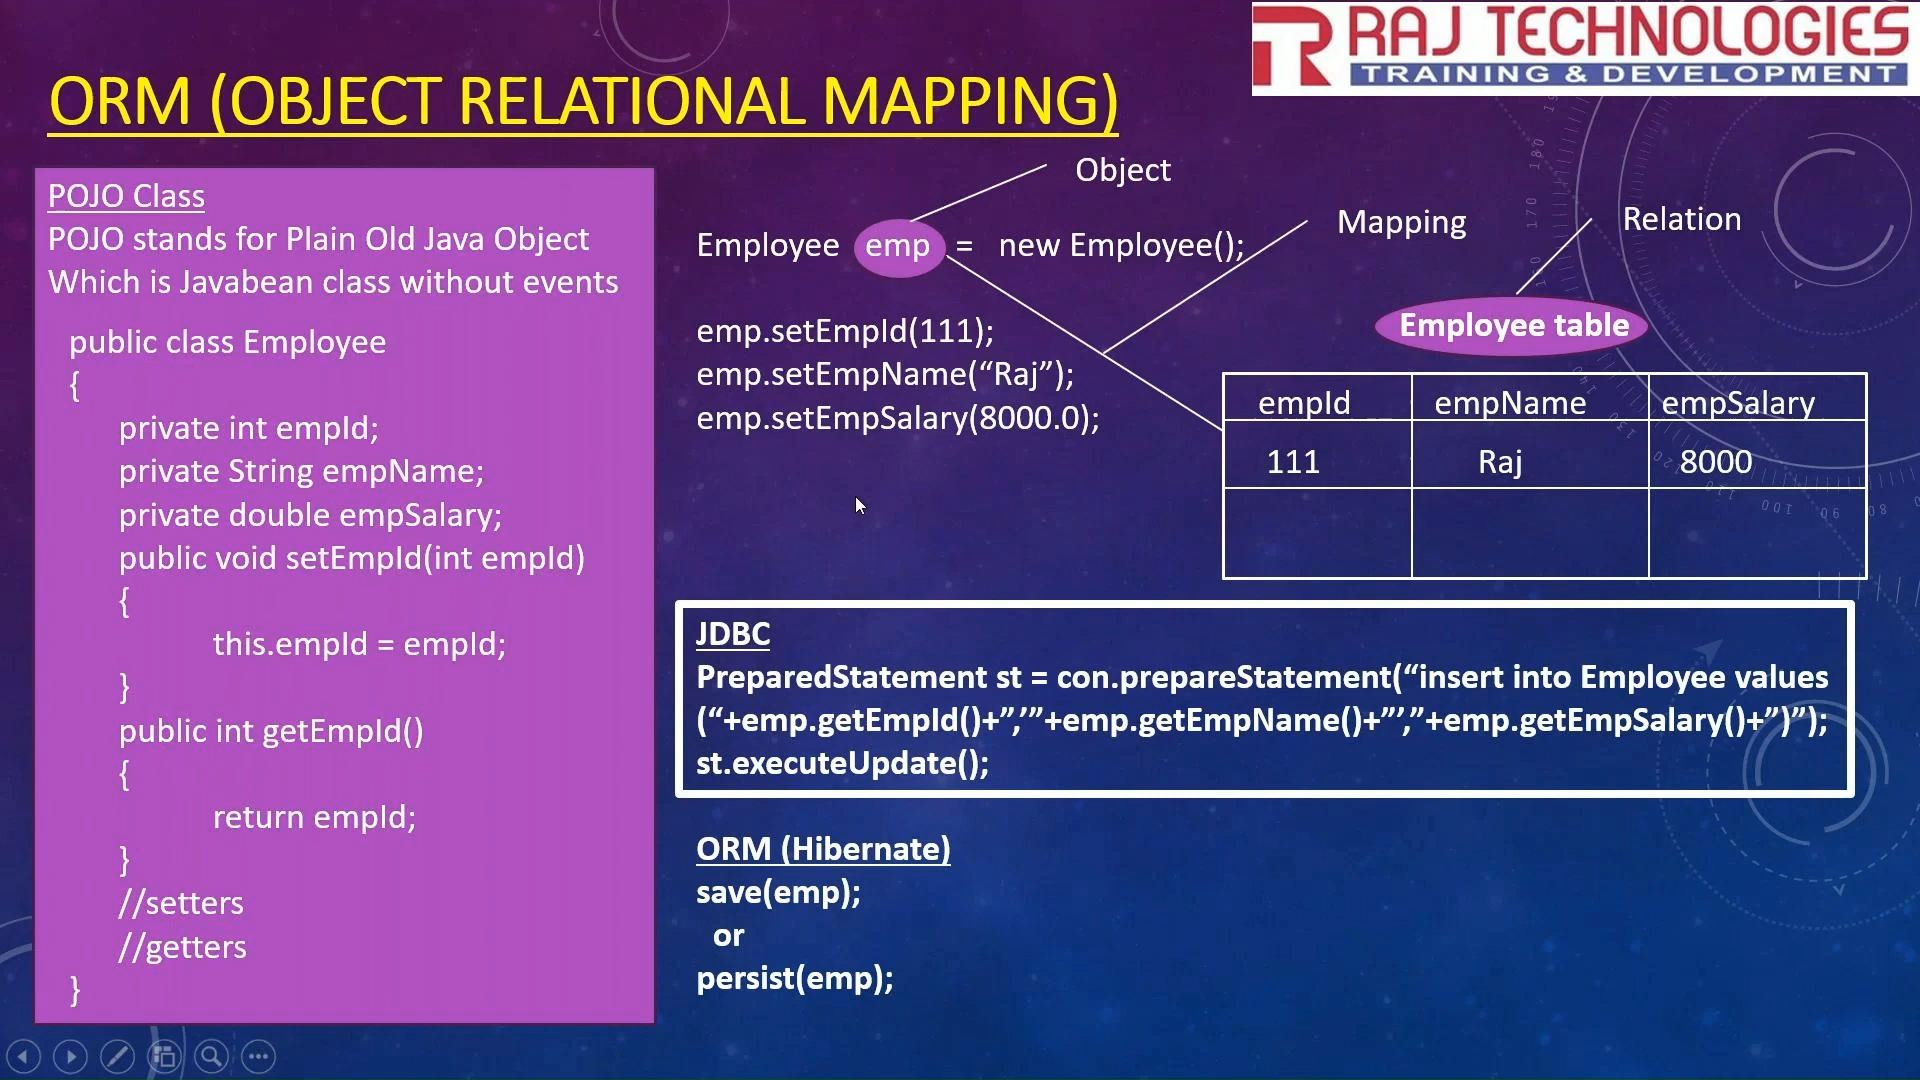 RAJ TECHNOLOGIES
TRAINING & DEVELOPMENT
ORM (OBJECT RELATIONAL MAPPING)
POJO Class
POJO stands for Plain Old Java Object
Which is Javabean class without events
public class Employee
{
private int empId;
private String empName;
private double empSalary;
public void setEmpId(int empId)
{
this.empId = empId;
}
public int getEmpId()
{
return empId;
}
//setters
//getters
}
Object
Mapping
Relation
Employee emp = new Employee();
emp.setEmpId(111);
emp.setEmpName(“Raj”);
emp.setEmpSalary(8000.0);
Employee table
empId empName empSalary
111 Raj 8000
JDBC
PreparedStatement st = con.prepareStatement(“insert into Employee values
(“+emp.getEmpId()+”,’”+emp.getEmpName()+”’,”+emp.getEmpSalary()+”)”);
st.executeUpdate();
ORM (Hibernate)
save(emp);
or
persist(emp);